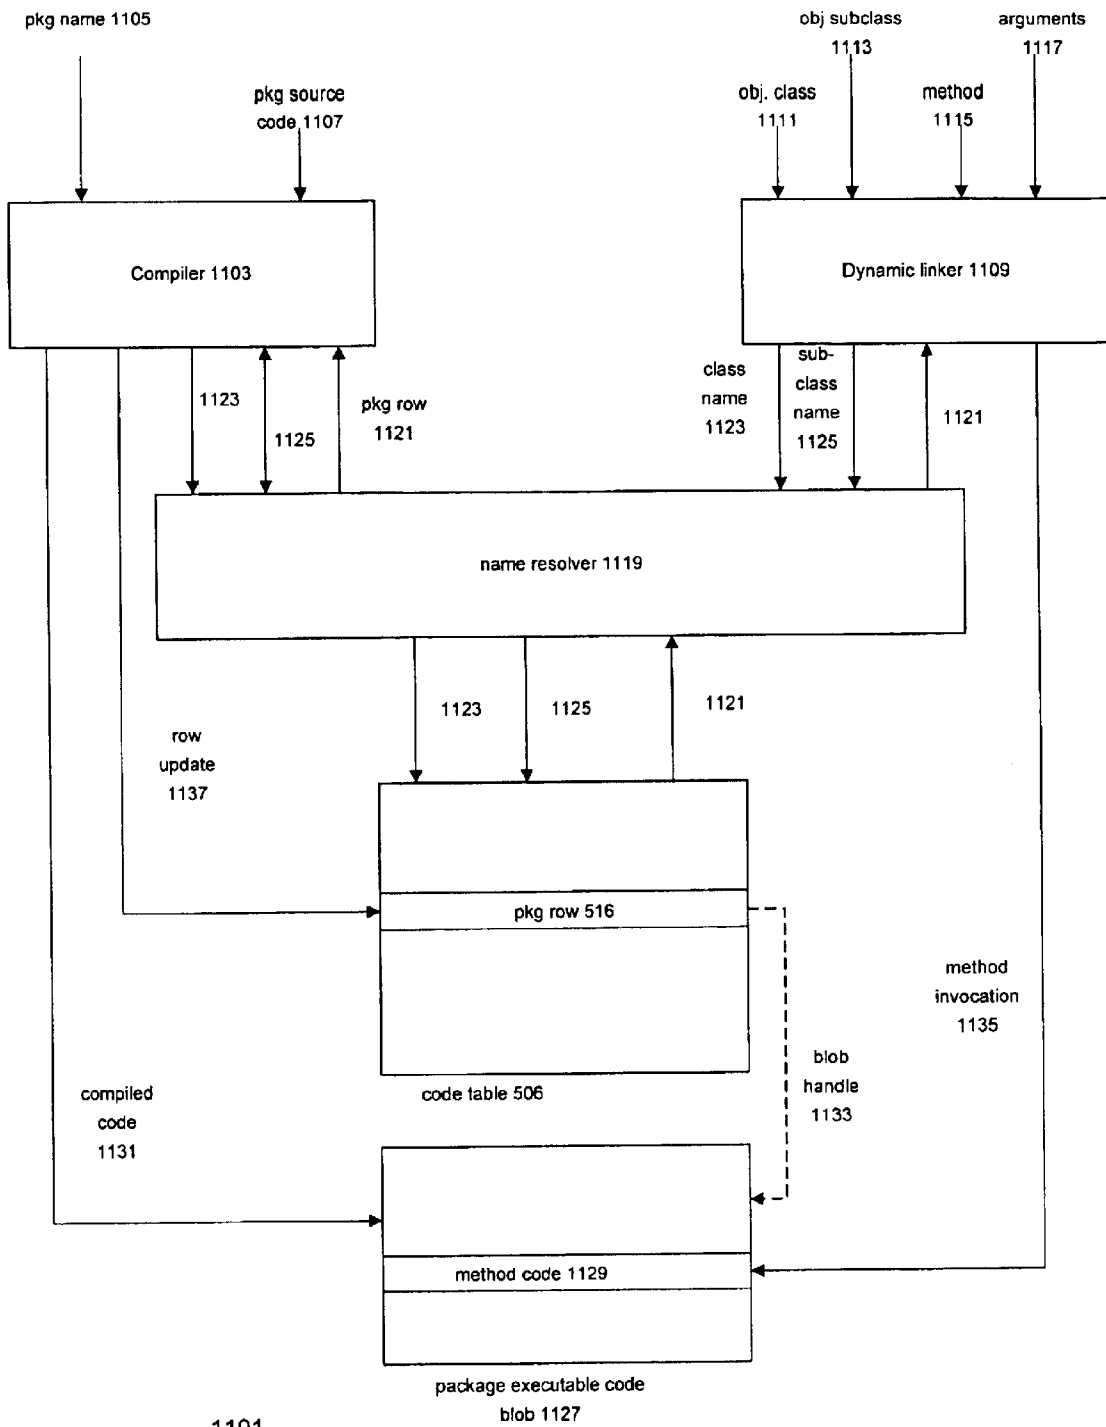 pkg name 1105
obj subclass
1113
arguments
1117
pkg source
code 1107
obj. class
1111
method
1115
Compiler 1103
Dynamic linker 1109
1123
1125
pkg row
1121
class
name
1123
sub-
class
name
1125
1121
name resolver 1119
1123
1125
1121
row
update
1137
pkg row 516
method
invocation
1135
blob
handle
1133
code table 506
compiled
code
1131
method code 1129
package executable code
blob 1127